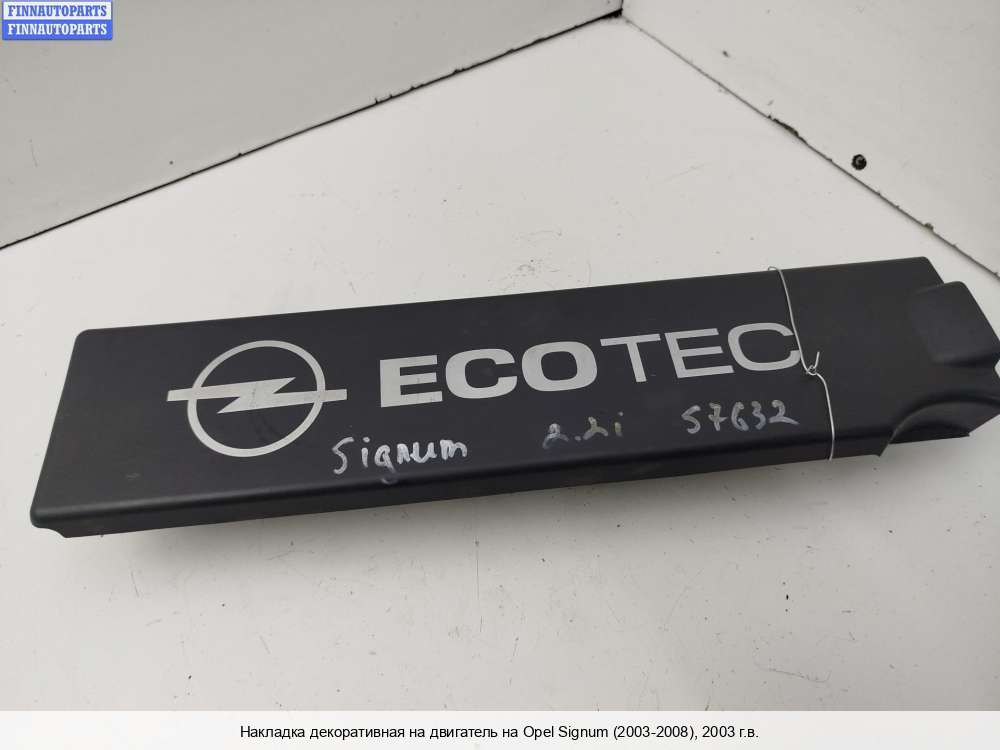 FINNAUTOPARTS
FINNAUTOPARTS
ECOTEC
Signum 2.2i 57632
Накладка декоративная на двигатель на Opel Signum (2003-2008), 2003 г.в.